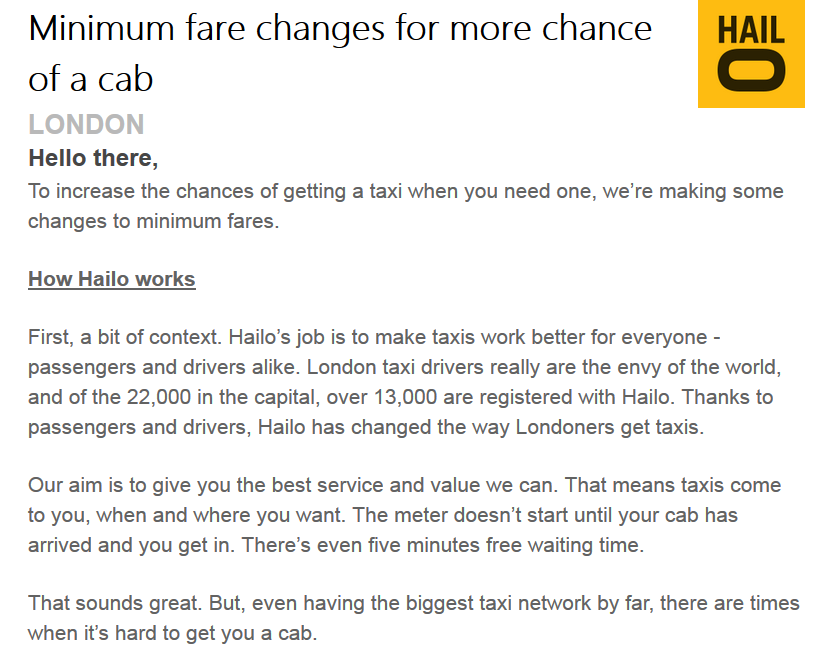 Minimum fare changes for more chance
of a cab
HAIL
O
LONDON
Hello there,
To increase the chances of getting a taxi when you need one, we’re making some
changes to minimum fares.
How Hailo works
First, a bit of context. Hailo’s job is to make taxis work better for everyone -
passengers and drivers alike. London taxi drivers really are the envy of the world,
and of the 22,000 in the capital, over 13,000 are registered with Hailo. Thanks to
passengers and drivers, Hailo has changed the way Londoners get taxis.
Our aim is to give you the best service and value we can. That means taxis come
to you, when and where you want. The meter doesn’t start until your cab has
arrived and you get in. There’s even five minutes free waiting time.
That sounds great. But, even having the biggest taxi network by far, there are times
when it’s hard to get you a cab.